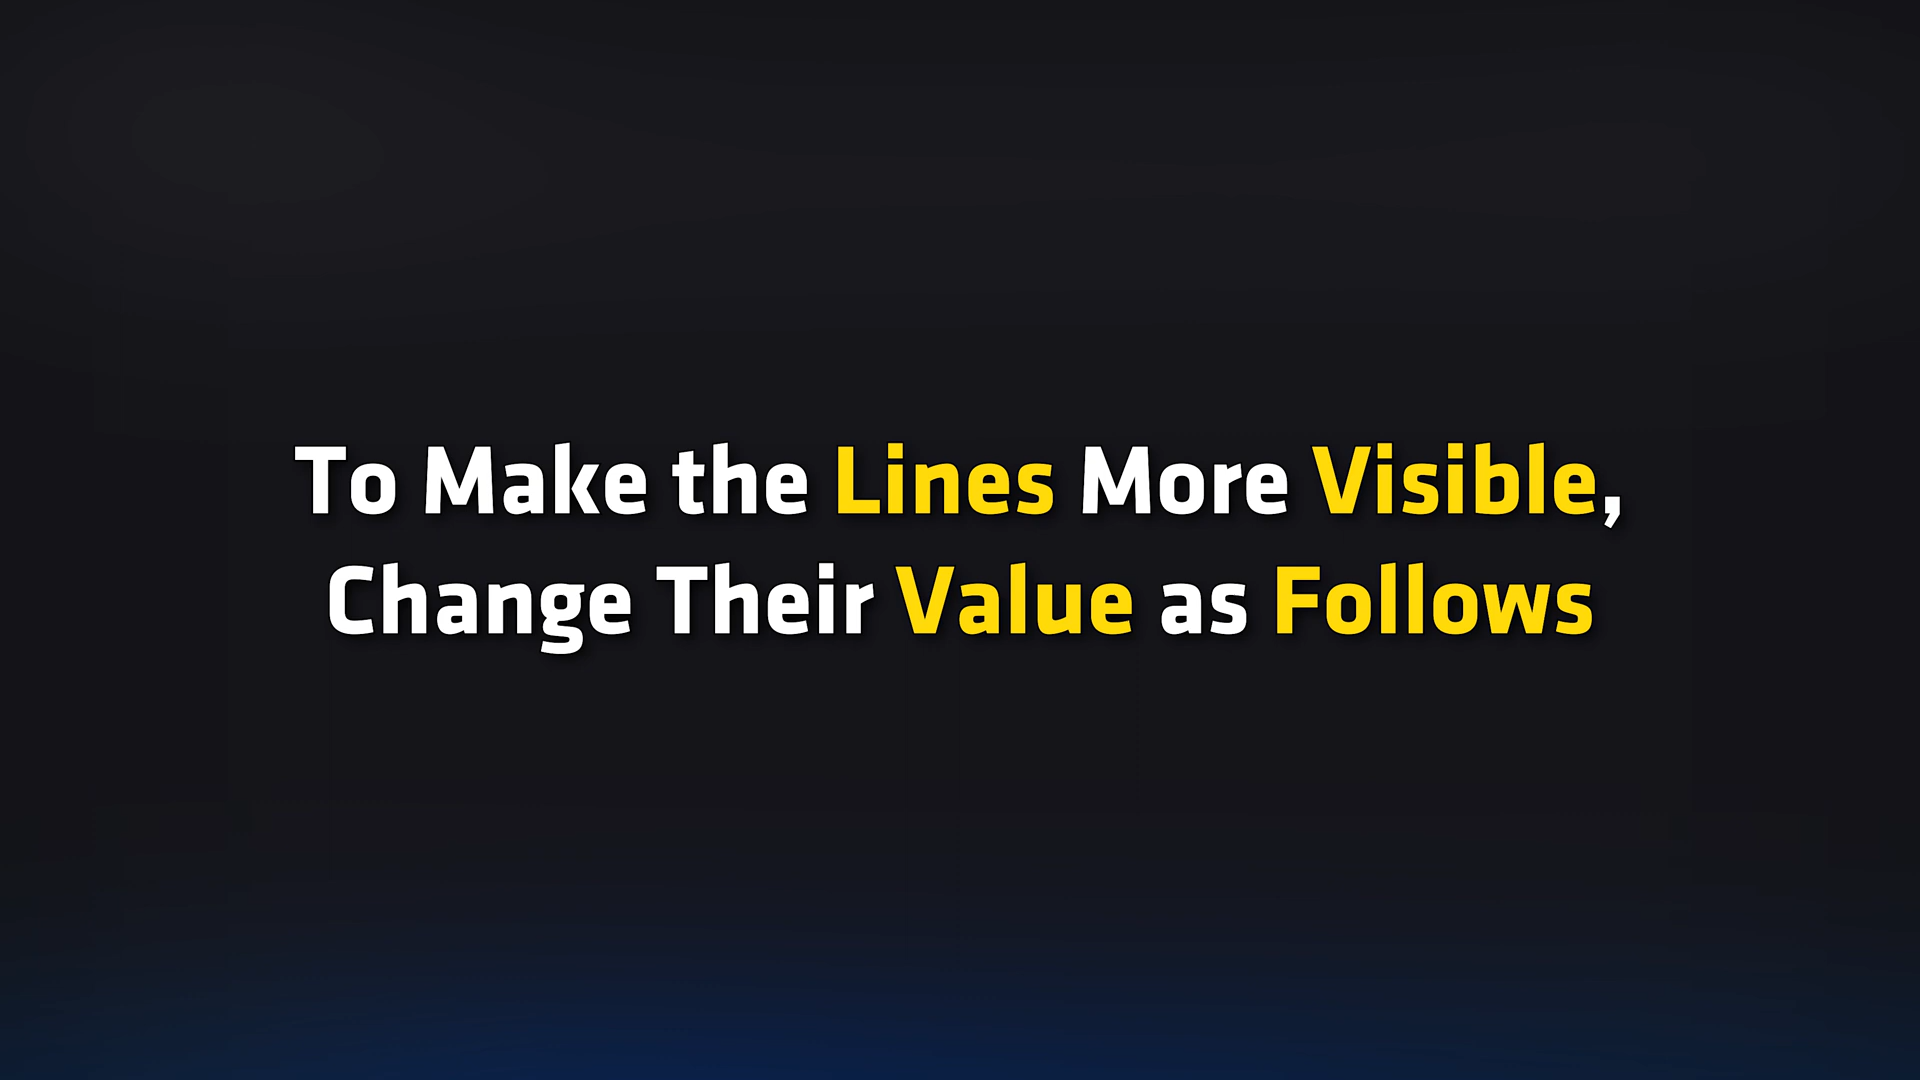 To Make the Lines More Visible,
Change Their Value as Follows